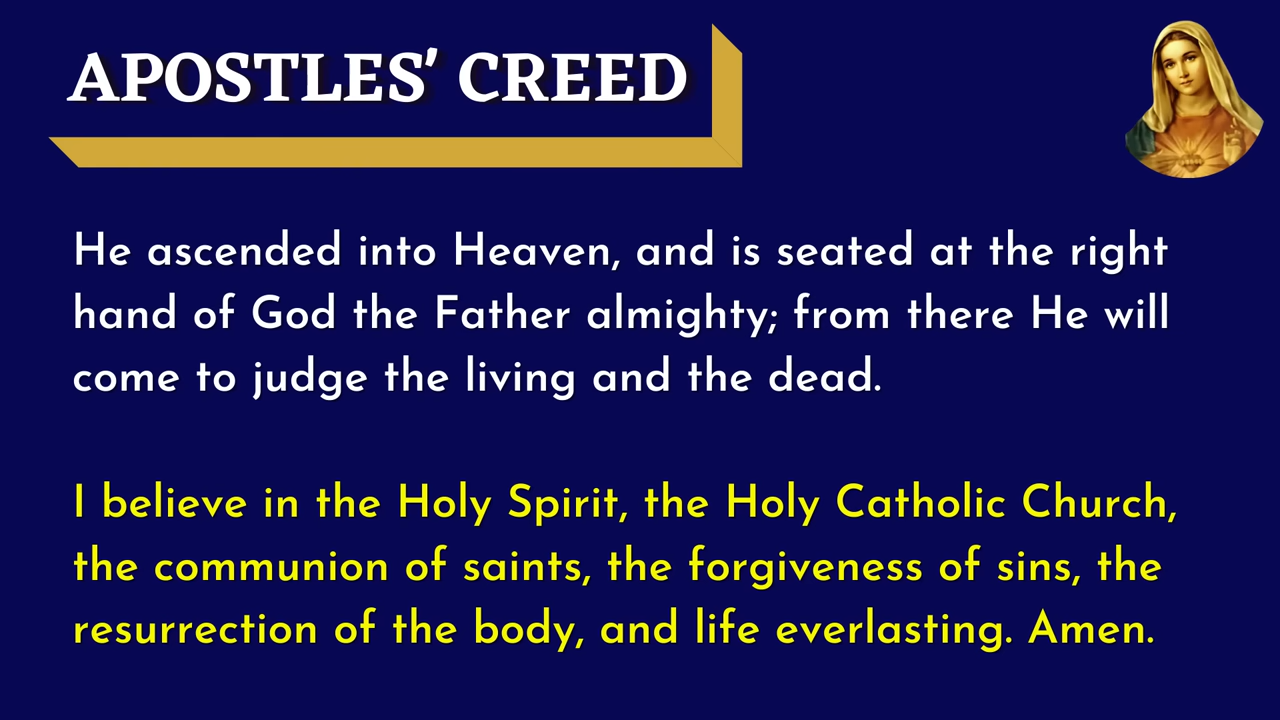 APOSTLES' CREED
He ascended into Heaven, and is seated at the right
hand of God the Father almighty; from there He will
come to judge the living and the dead.
I believe in the Holy Spirit, the Holy Catholic Church,
the communion of saints, the forgiveness of sins, the
resurrection of the body, and life everlasting. Amen.